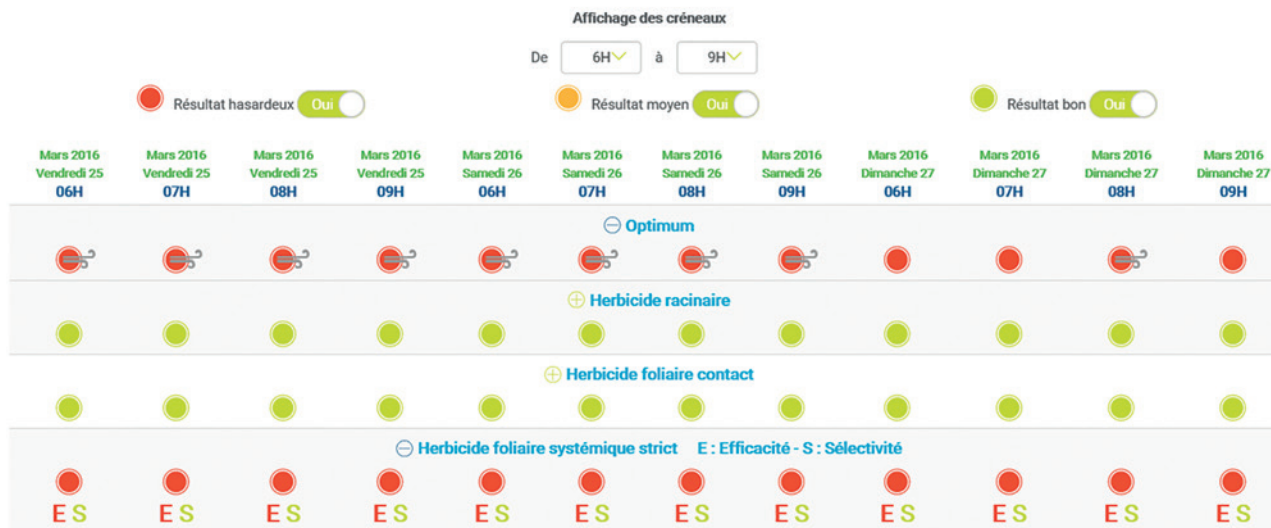 Affichage des créneaux
De 6H à 9H
Résultat hasardeux Oui Résultat moyen Oui Résultat bon Oui
Mars 2016 Mars 2016 Mars 2016 Mars 2016 Mars 2016 Mars 2016 Mars 2016 Mars 2016 Mars 2016 Mars 2016 Mars 2016 Mars 2016
Vendredi 25 Vendredi 25 Vendredi 25 Vendredi 25 Samedi 26 Samedi 26 Samedi 26 Samedi 26 Dimanche 27 Dimanche 27 Dimanche 27 Dimanche 27
06H 07H 08H 09H 06H 07H 08H 09H 06H 07H 08H 09H
Optimum
Herbicide racinaire
Herbicide foliaire contact
Herbicide foliaire systémique strict E : Efficacité - S : Sélectivité
E S E S E S E S E S E S E S E S E S E S E S E S